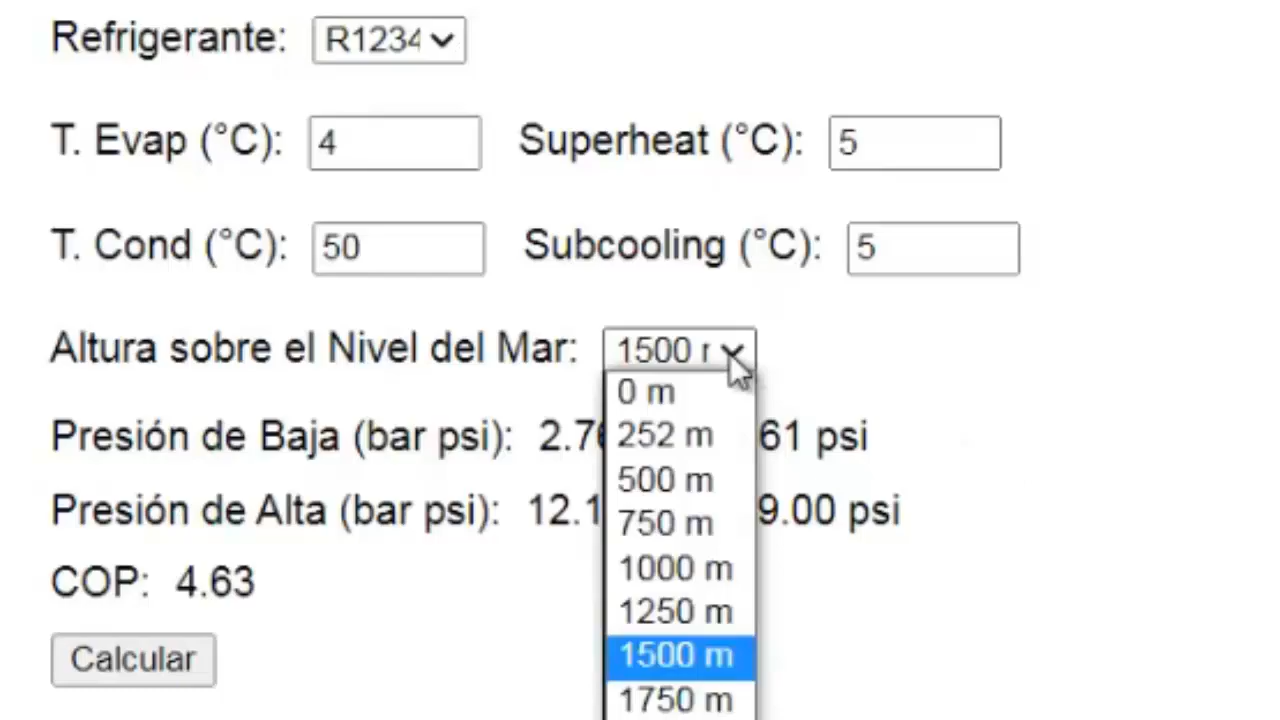 Refrigerante: R1234
T. Evap (°C): 4 Superheat (°C): 5
T. Cond (°C): 50 Subcooling (°C): 5
Altura sobre el Nivel del Mar: 1500
0 m
Presión de Baja (bar psi): 2.7 252 m 61 psi
500 m
Presión de Alta (bar psi): 12.1 750 m 9.00 psi
1000 m
COP: 4.63
1250 m
Calcular 1500 m
1750 m